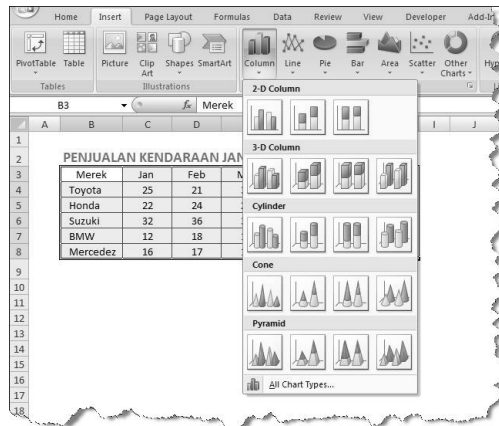 Home Insert Page Layout Formulas Data Review View Developer
PivotTable Table Picture Clip Art Shapes SmartArt Column Line Pie Bar Area Scatter Other Charts
Tables Illustrations
B3 fx Merek
A B C D I J
1
2 PENJUALAN KENDARAAN
3 Merek Jan Feb
4 Toyota 25 21
5 Honda 22 24
6 Suzuki 32 36
7 BMW 12 18
8 Mercedez 16 17
9
10
11
12
13
14
15
16
17
18
2-D Column
3-D Column
Cylinder
Cone
Pyramid
All Chart Types...